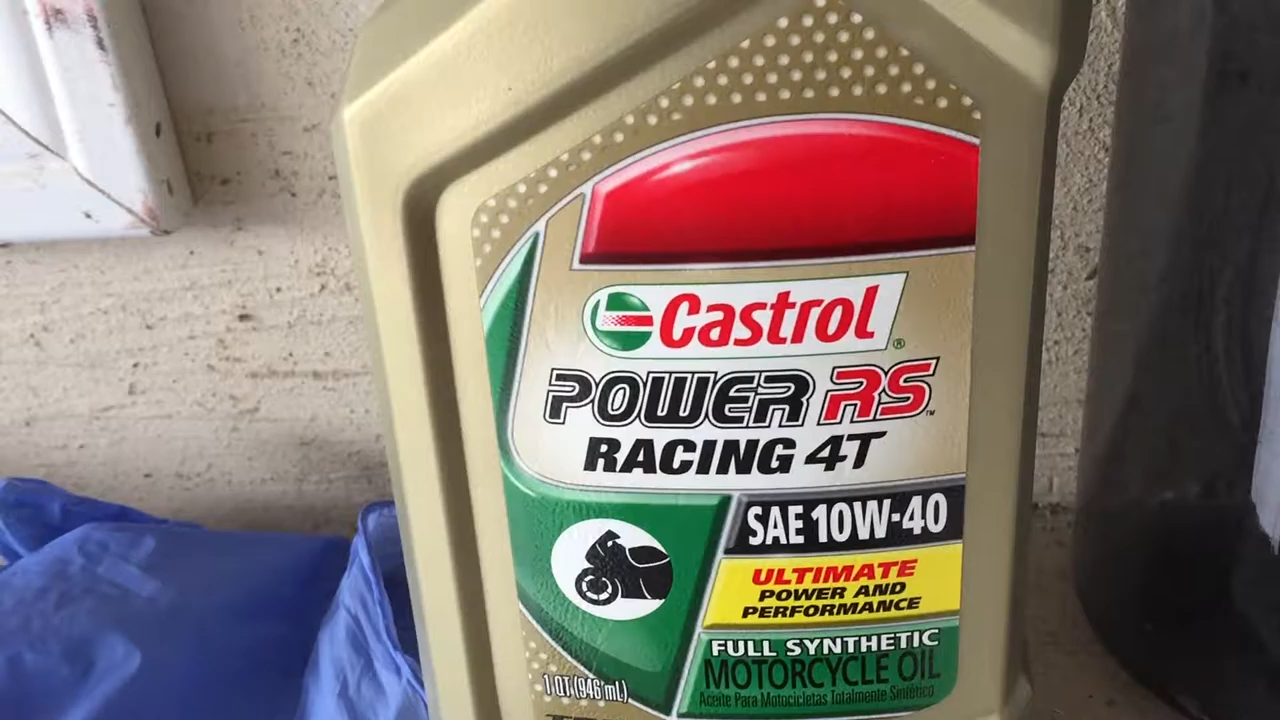 Castrol®
POWER RS™
RACING 4T
SAE 10W-40
ULTIMATE
POWER AND
PERFORMANCE
FULL SYNTHETIC
MOTORCYCLE OIL
Aceite Para Motocicletas Totalmente Sintético
1 QT (946 mL)